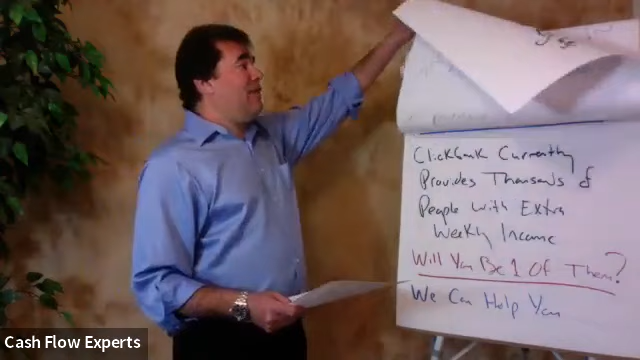 Clickbank Currently
Provides Thousands of
People with Extra
Weekly Income
Will You Be 1 Of Them?
We Can Help You
Cash Flow Experts